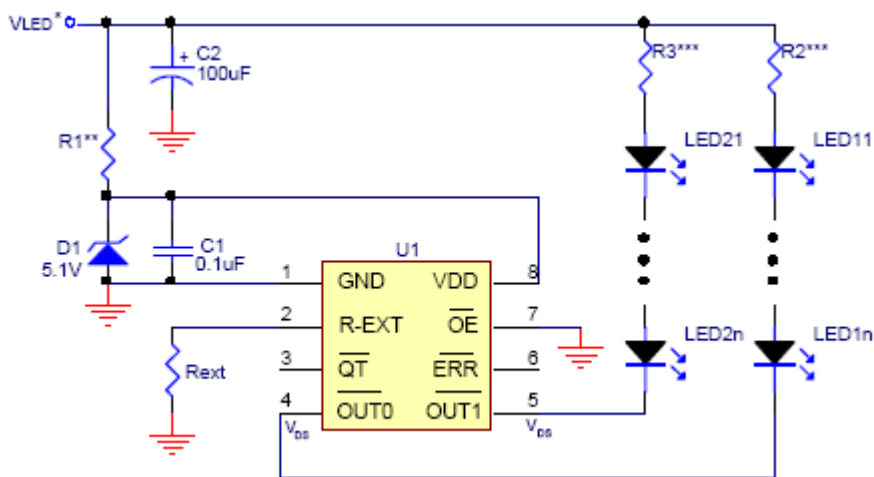 VLED*
C2
100uF
R3***
R2***
R1**
LED21
LED11
D1
5.1V
C1
0.1uF
U1
1 GND VDD 8
2 R-EXT OE 7
3 QT ERR 6
4 OUT0 OUT1 5
VDS VDS
Rext
LED2n
LED1n